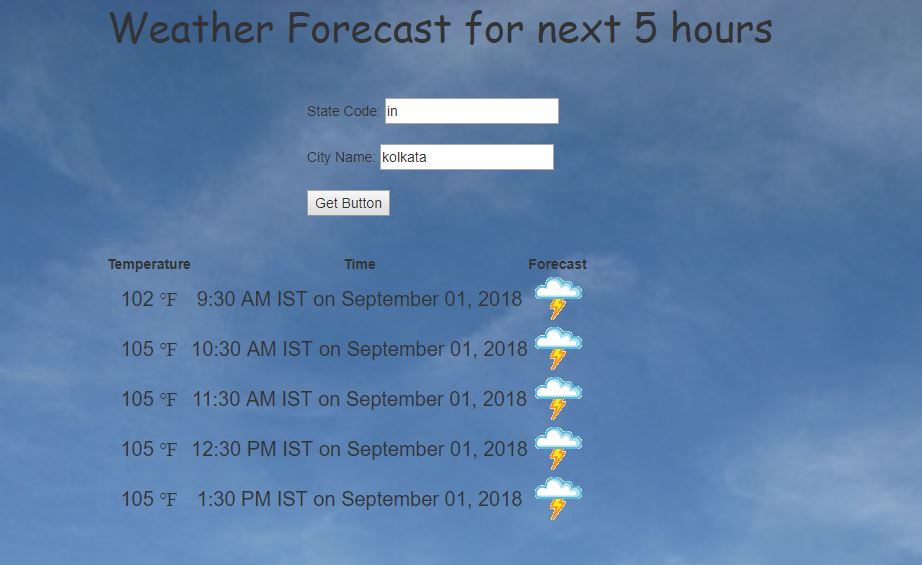 Weather Forecast for next 5 hours
State Code: in
City Name: kolkata
Get Button
Temperature Time Forecast
102 °F 9:30 AM IST on September 01, 2018
105 °F 10:30 AM IST on September 01, 2018
105 °F 11:30 AM IST on September 01, 2018
105 °F 12:30 PM IST on September 01, 2018
105 °F 1:30 PM IST on September 01, 2018